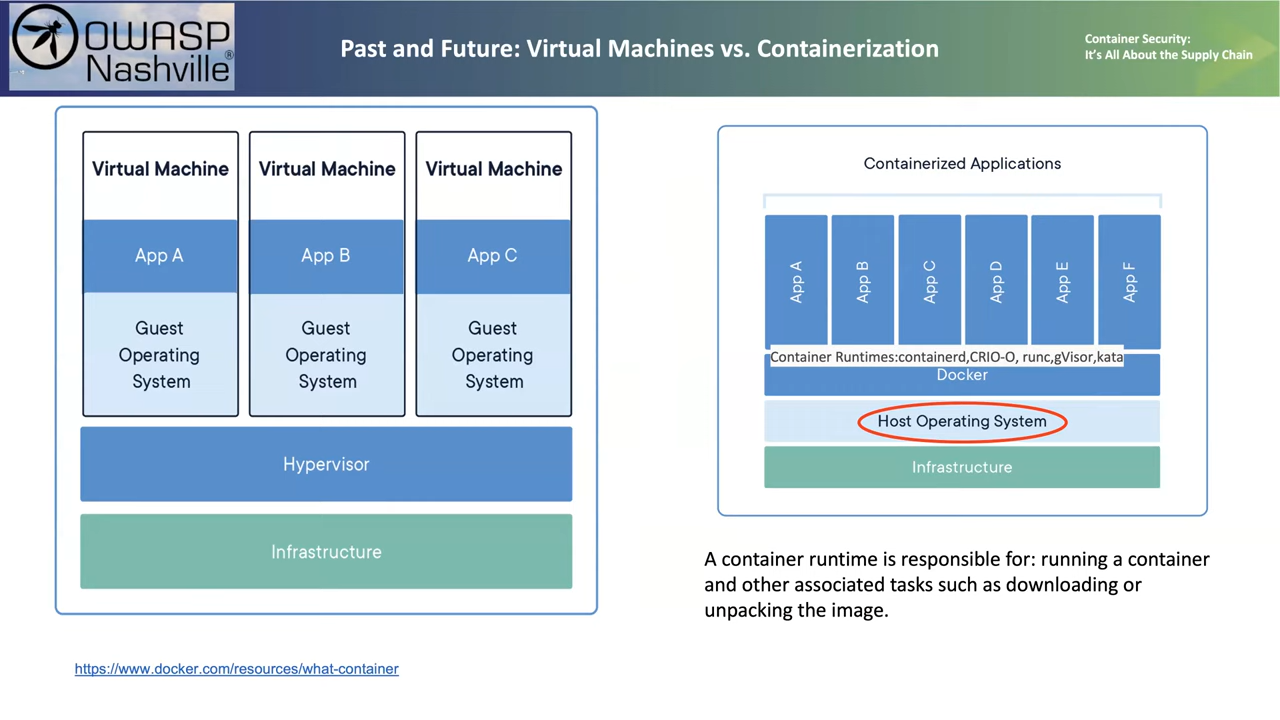 OWASP
Nashville®
Past and Future: Virtual Machines vs. Containerization
Container Security:
It's All About the Supply Chain
Virtual Machine
App A
Guest
Operating
System
Virtual Machine
App B
Guest
Operating
System
Virtual Machine
App C
Guest
Operating
System
Hypervisor
Infrastructure
Containerized Applications
App A
App B
App C
App D
App E
App F
Container Runtimes:containerd,CRIO-O, runc,gVisor,kata
Docker
Host Operating System
Infrastructure
A container runtime is responsible for: running a container
and other associated tasks such as downloading or
unpacking the image.
https://www.docker.com/resources/what-container